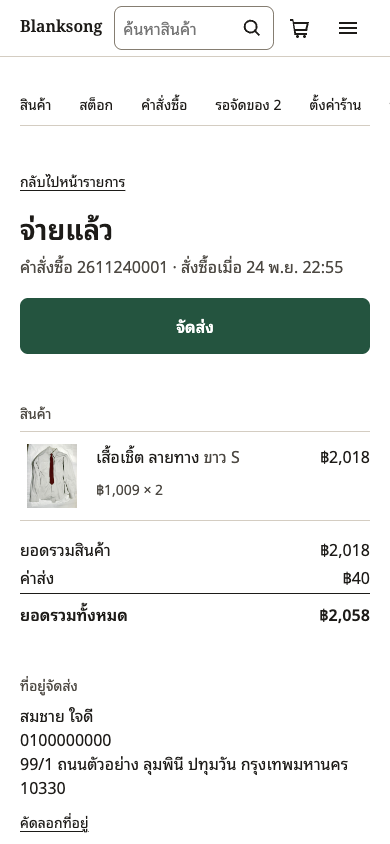 Blanksong
ค้นหาสินค้า
สินค้า สต็อก คำสั่งซื้อ รอจัดของ 2 ตั้งค่าร้าน
กลับไปหน้ารายการ
จ่ายแล้ว
คำสั่งซื้อ 2611240001 · สั่งซื้อเมื่อ 24 พ.ย. 22:55
จัดส่ง
สินค้า
เสื้อเชิ้ต ลายทาง ขาว S ฿2,018
฿1,009 × 2
ยอดรวมสินค้า ฿2,018
ค่าส่ง ฿40
ยอดรวมทั้งหมด ฿2,058
ที่อยู่จัดส่ง
สมชาย ใจดี
0100000000
99/1 ถนนตัวอย่าง ลุมพินี ปทุมวัน กรุงเทพมหานคร
10330
คัดลอกที่อยู่